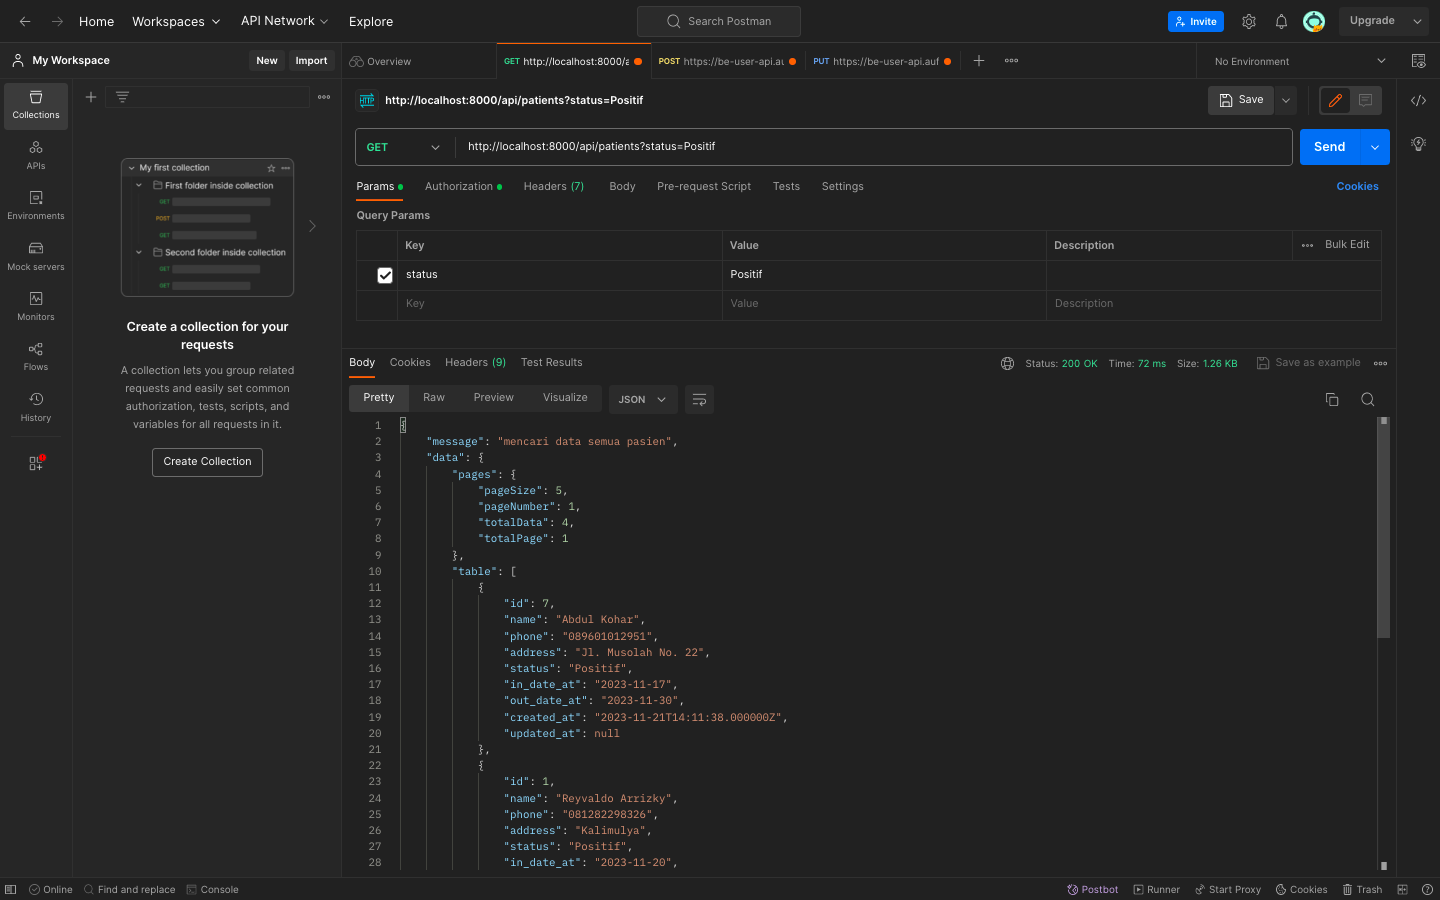 Home Workspaces API Network Explore Search Postman Invite Upgrade
My Workspace New Import Overview GET http://localhost:8000/a POST https://be-user-api.au PUT https://be-user-api.auf No Environment
Collections
APIs
Environments
Mock servers
Monitors
Flows
History
My first collection
First folder inside collection
GET
POST
GET
Second folder inside collection
GET
GET
Create a collection for your
requests
A collection lets you group related
requests and easily set common
authorization, tests, scripts, and
variables for all requests in it.
Create Collection
HTTP http://localhost:8000/api/patients?status=Positif Save
GET http://localhost:8000/api/patients?status=Positif Send
Params Authorization Headers (7) Body Pre-request Script Tests Settings Cookies
Query Params
Key Value Description Bulk Edit
status Positif
Key Value Description
Body Cookies Headers (9) Test Results Status: 200 OK Time: 72 ms Size: 1.26 KB Save as example
Pretty Raw Preview Visualize JSON
1 {
2 "message": "mencari data semua pasien",
3 "data": {
4 "pages": {
5 "pageSize": 5,
6 "pageNumber": 1,
7 "totalData": 4,
8 "totalPage": 1
9 },
10 "table": [
11 {
12 "id": 7,
13 "name": "Abdul Kohar",
14 "phone": "089601012951",
15 "address": "Jl. Musolah No. 22",
16 "status": "Positif",
17 "in_date_at": "2023-11-17",
18 "out_date_at": "2023-11-30",
19 "created_at": "2023-11-21T14:11:38.000000Z",
20 "updated_at": null
21 },
22 {
23 "id": 1,
24 "name": "Reyvaldo Arrizky",
25 "phone": "081282298326",
26 "address": "Kalimulya",
27 "status": "Positif",
28 "in_date_at": "2023-11-20",
Online Find and replace Console Postbot Runner Start Proxy Cookies Trash